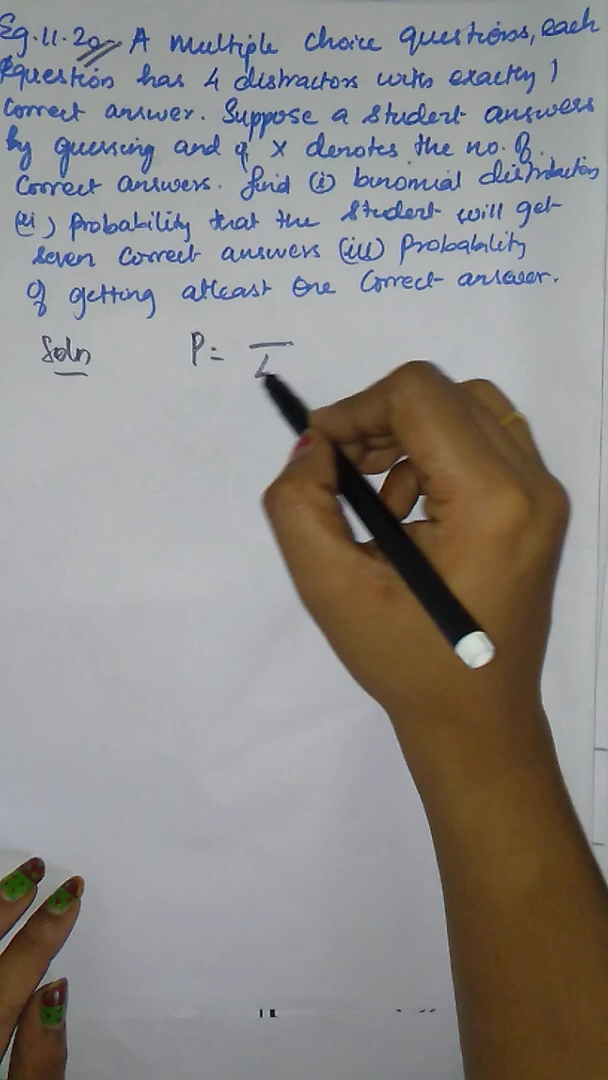 Eg.11.20 A multiple choice questions, each
question has 4 distractors with exactly 1
correct answer. Suppose a student answers
by guessing and if X denotes the no. of
correct answers. find (i) binomial distribution
(ii) probability that the student will get
seven correct answers (iii) probability
of getting atleast one correct answer.
Soln P =